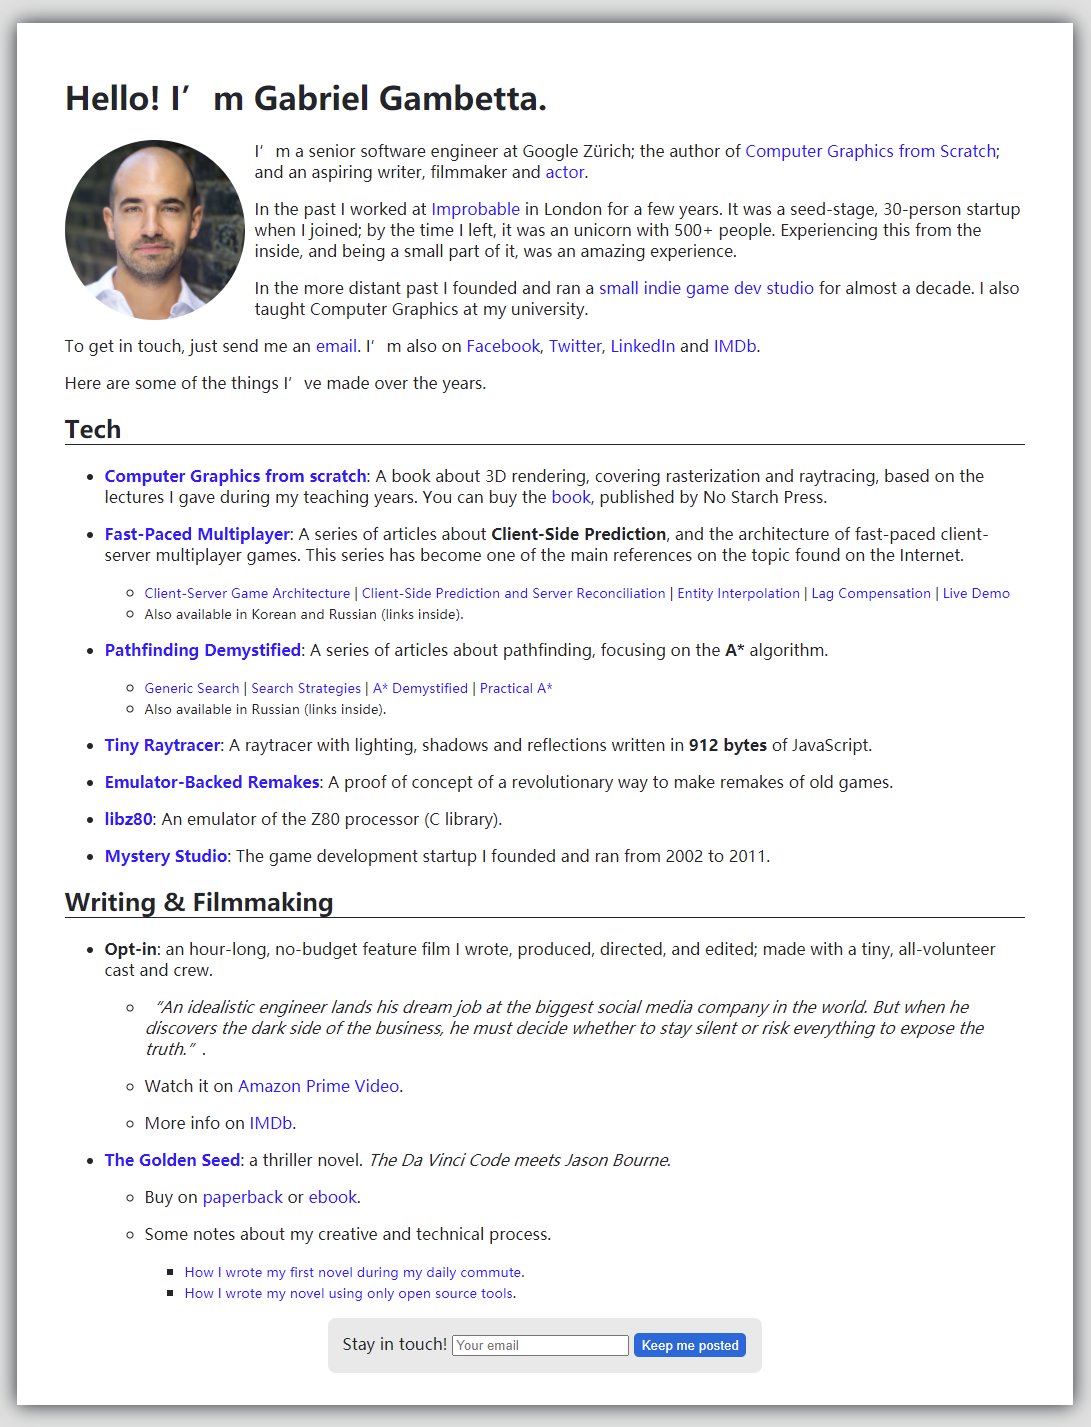 Hello! I’m Gabriel Gambetta.
I’m a senior software engineer at Google Zürich; the author of Computer Graphics from Scratch;
and an aspiring writer, filmmaker and actor.
In the past I worked at Improbable in London for a few years. It was a seed-stage, 30-person startup
when I joined; by the time I left, it was an unicorn with 500+ people. Experiencing this from the
inside, and being a small part of it, was an amazing experience.
In the more distant past I founded and ran a small indie game dev studio for almost a decade. I also
taught Computer Graphics at my university.
To get in touch, just send me an email. I’m also on Facebook, Twitter, LinkedIn and IMDb.
Here are some of the things I’ve made over the years.
Tech
• Computer Graphics from scratch: A book about 3D rendering, covering rasterization and raytracing, based on the
lectures I gave during my teaching years. You can buy the book, published by No Starch Press.
• Fast-Paced Multiplayer: A series of articles about Client-Side Prediction, and the architecture of fast-paced client-
server multiplayer games. This series has become one of the main references on the topic found on the Internet.
◦ Client-Server Game Architecture | Client-Side Prediction and Server Reconciliation | Entity Interpolation | Lag Compensation | Live Demo
◦ Also available in Korean and Russian (links inside).
• Pathfinding Demystified: A series of articles about pathfinding, focusing on the A* algorithm.
◦ Generic Search | Search Strategies | A* Demystified | Practical A*
◦ Also available in Russian (links inside).
• Tiny Raytracer: A raytracer with lighting, shadows and reflections written in 912 bytes of JavaScript.
• Emulator-Backed Remakes: A proof of concept of a revolutionary way to make remakes of old games.
• libz80: An emulator of the Z80 processor (C library).
• Mystery Studio: The game development startup I founded and ran from 2002 to 2011.
Writing & Filmmaking
• Opt-in: an hour-long, no-budget feature film I wrote, produced, directed, and edited; made with a tiny, all-volunteer
cast and crew.
◦ “An idealistic engineer lands his dream job at the biggest social media company in the world. But when he
discovers the dark side of the business, he must decide whether to stay silent or risk everything to expose the
truth.”.
◦ Watch it on Amazon Prime Video.
◦ More info on IMDb.
• The Golden Seed: a thriller novel. The Da Vinci Code meets Jason Bourne.
◦ Buy on paperback or ebook.
◦ Some notes about my creative and technical process.
▪ How I wrote my first novel during my daily commute.
▪ How I wrote my novel using only open source tools.
Stay in touch! Your email Keep me posted